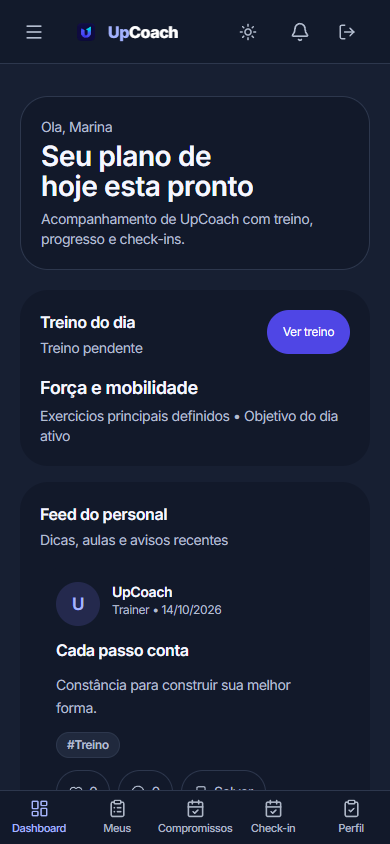 UpCoach
Ola, Marina
Seu plano de
hoje esta pronto
Acompanhamento de UpCoach com treino,
progresso e check-ins.
Treino do dia
Ver treino
Treino pendente
Força e mobilidade
Exercicios principais definidos • Objetivo do dia
ativo
Feed do personal
Dicas, aulas e avisos recentes
U
UpCoach
Trainer • 14/10/2026
Cada passo conta
Constância para construir sua melhor
forma.
#Treino
Dashboard
Meus
Compromissos
Check-in
Perfil